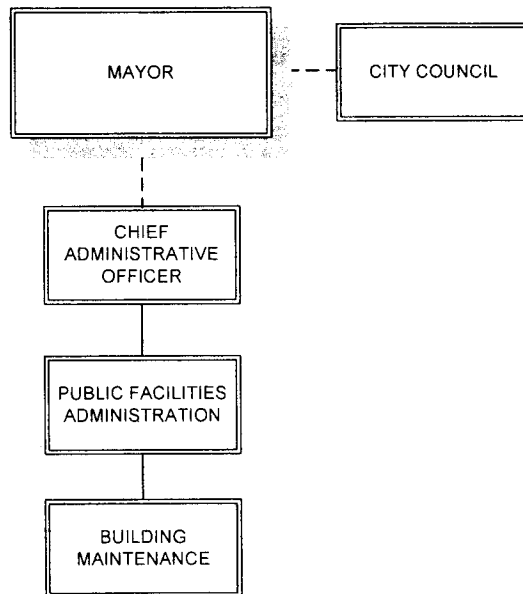 MAYOR
CITY COUNCIL
CHIEF
ADMINISTRATIVE
OFFICER
PUBLIC FACILITIES
ADMINISTRATION
BUILDING
MAINTENANCE